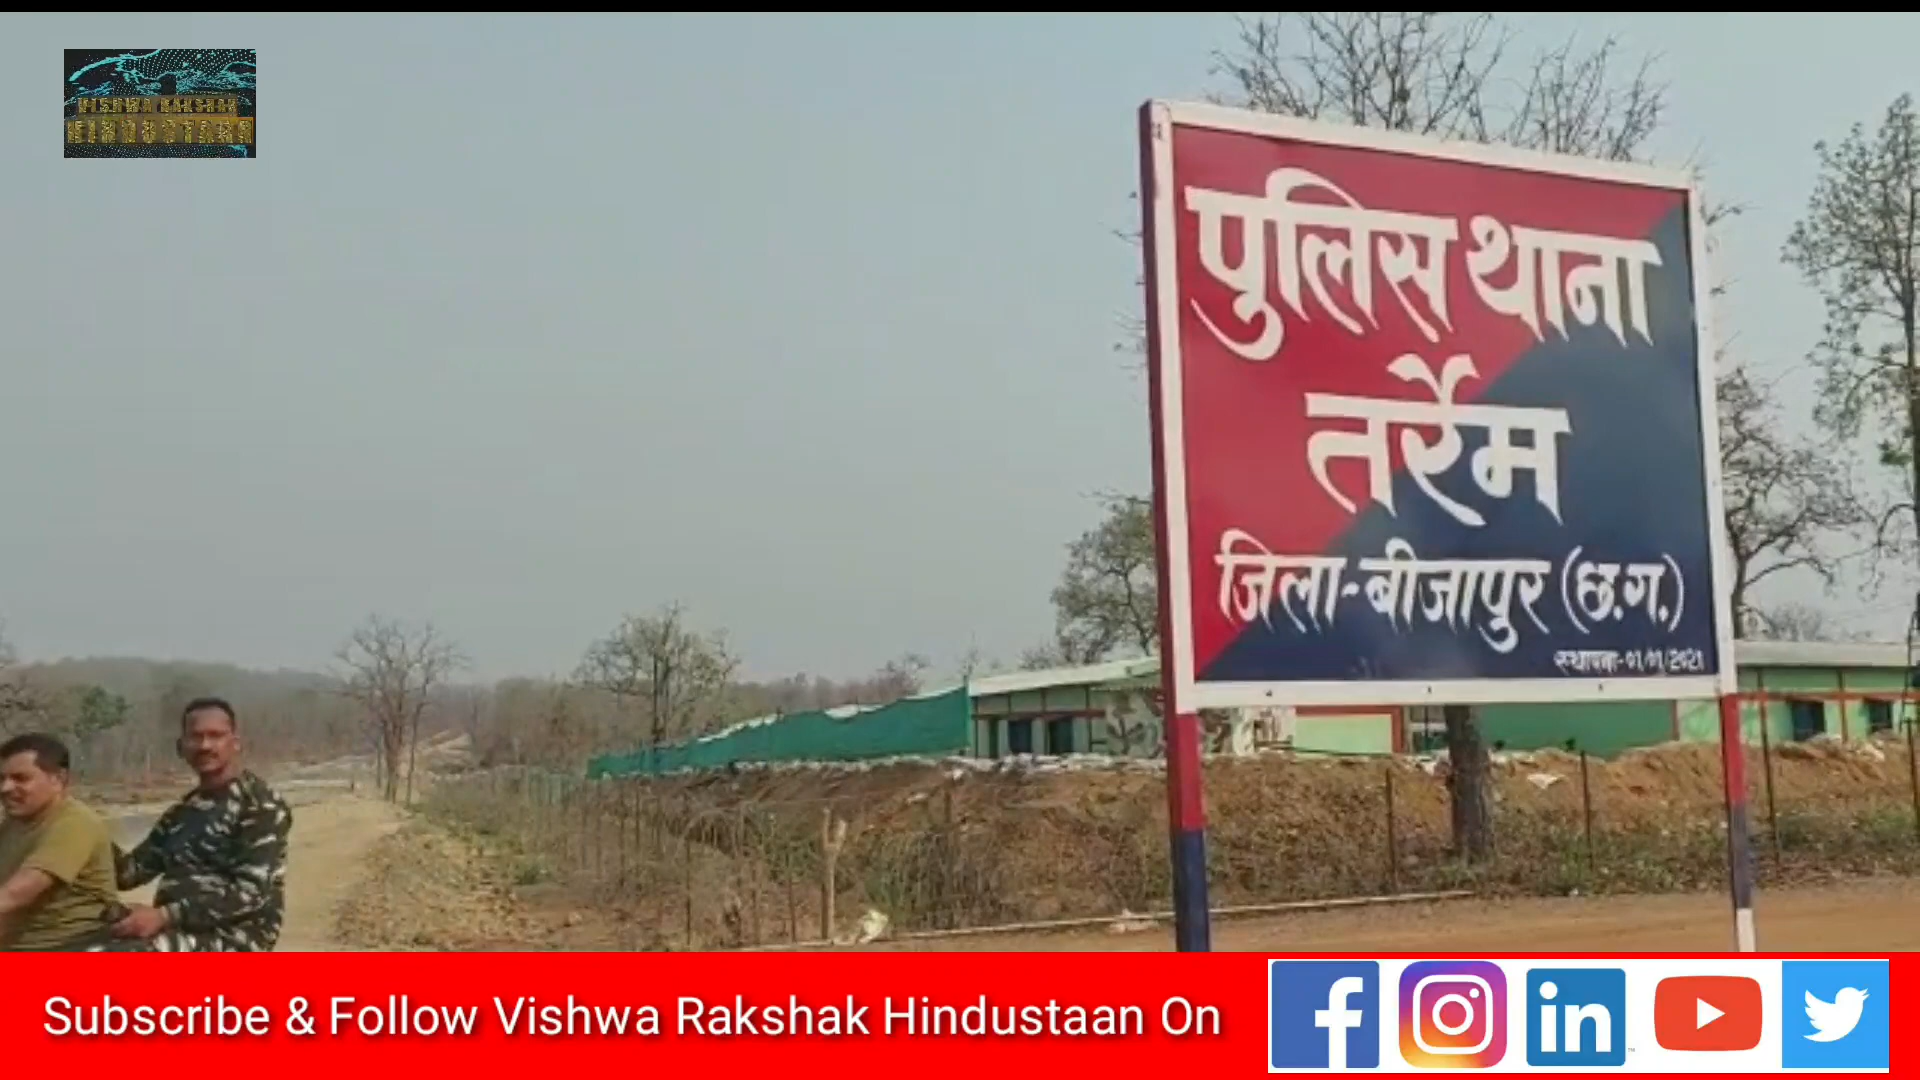 VISHWA RAKSHAK
HINDUSTAAN
पुलिस थाना
तर्रेम
जिला-बीजापुर (छ.ग.)
स्थापना-01/01/2021
Subscribe & Follow Vishwa Rakshak Hindustaan On